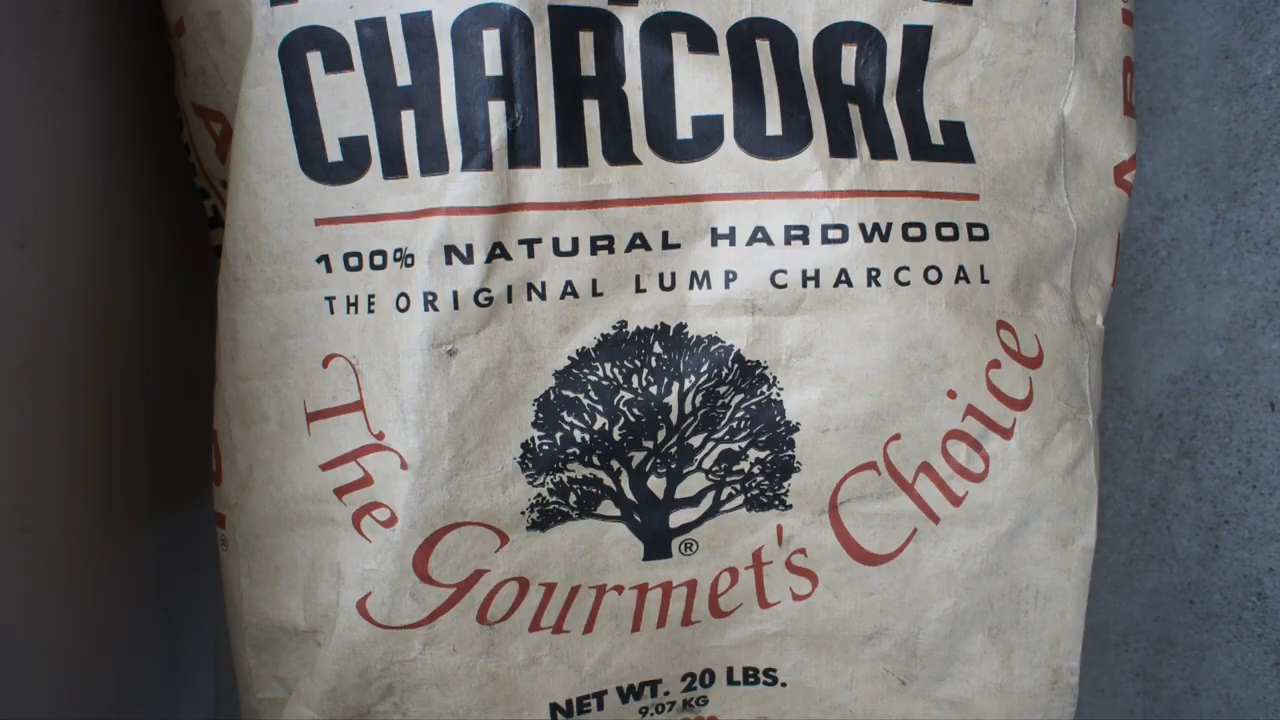 CHARCOAL
100% NATURAL HARDWOOD
THE ORIGINAL LUMP CHARCOAL
The Gourmet's Choice
®
NET WT. 20 LBS.
9.07 KG